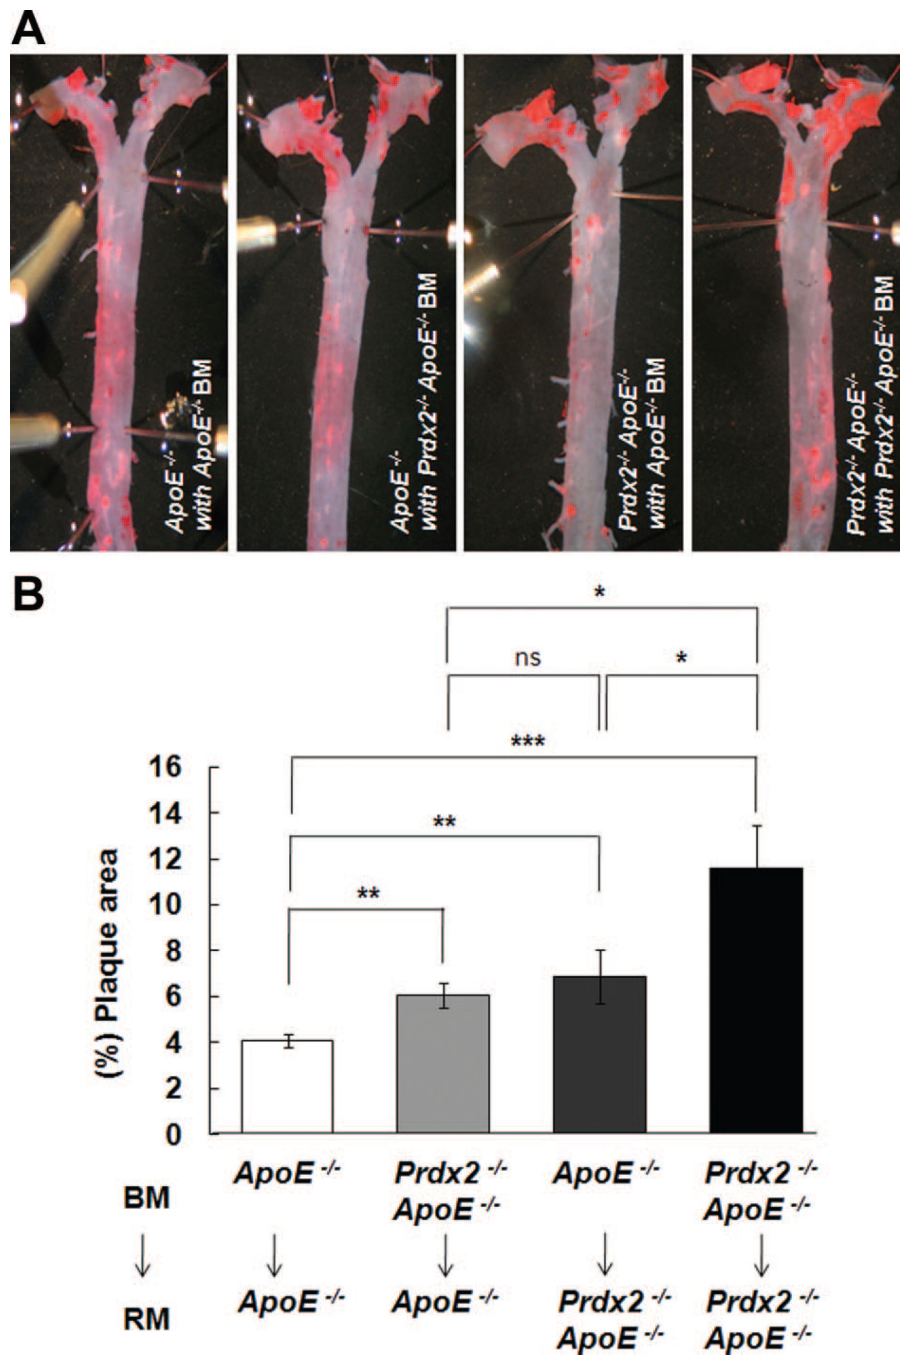 A
ApoE -/-
with ApoE-/- BM
ApoE -/-
with Prdx2-/- ApoE-/- BM
Prdx2-/- ApoE-/-
with ApoE-/- BM
Prdx2-/- ApoE-/-
with Prdx2-/- ApoE-/- BM
B
*
ns
*
***
**
**
(%) Plaque area
16
14
12
10
8
6
4
2
0
BM
ApoE -/-
Prdx2 -/-
ApoE -/-
ApoE -/-
Prdx2 -/-
ApoE -/-
RM
ApoE -/-
ApoE -/-
Prdx2 -/-
ApoE -/-
Prdx2 -/-
ApoE -/-